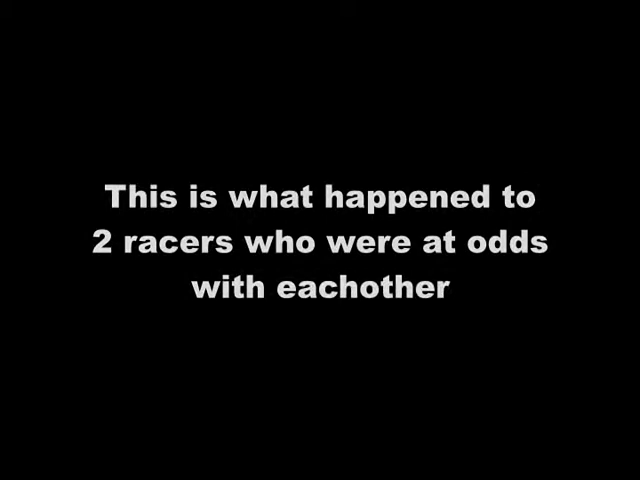 This is what happened to
2 racers who were at odds
with eachother